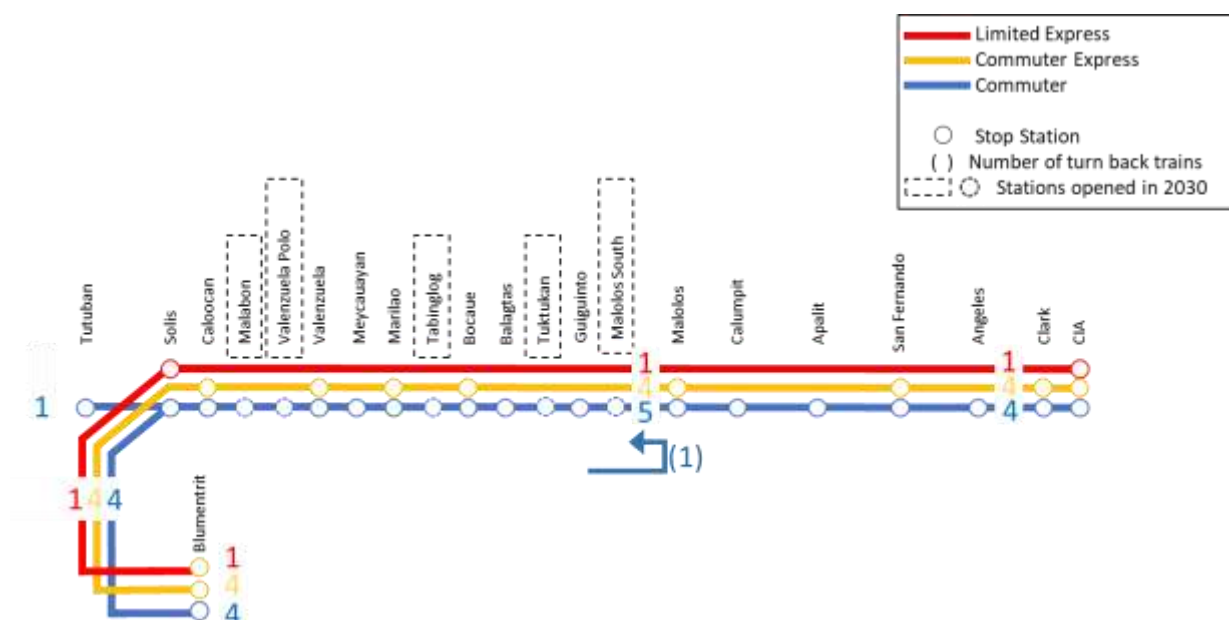 Limited Express
Commuter Express
Commuter
Stop Station
( ) Number of turn back trains
Stations opened in 2030
Tutuban
Solis
Caloocan
Malabon
Valenzuela Polo
Valenzuela
Meycauayan
Marilao
Tabinglog
Bocaue
Balagtas
Tuktukan
Guiguinto
Malolos South
Malolos
Calumpit
Apalit
San Fernando
Angeles
Clark
CIA
1 1
4 4
1 5 4
(1)
1 4 4
Blumentrit
1
4
4